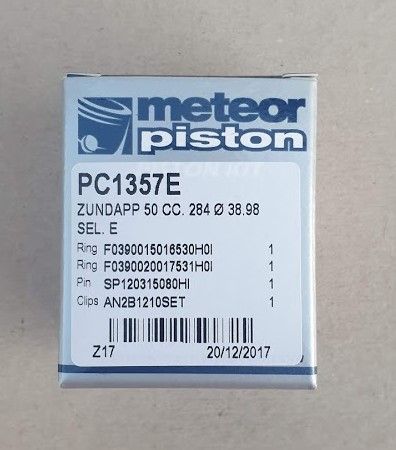 meteor
piston
PC1357E
ZUNDAPP 50 CC. 284 Ø 38.98
SEL. E
Ring F0390015016530H0I 1
Ring F0390020017531H0I 1
Pin SP120315080HI 1
Clips AN2B1210SET 1
Z17 20/12/2017